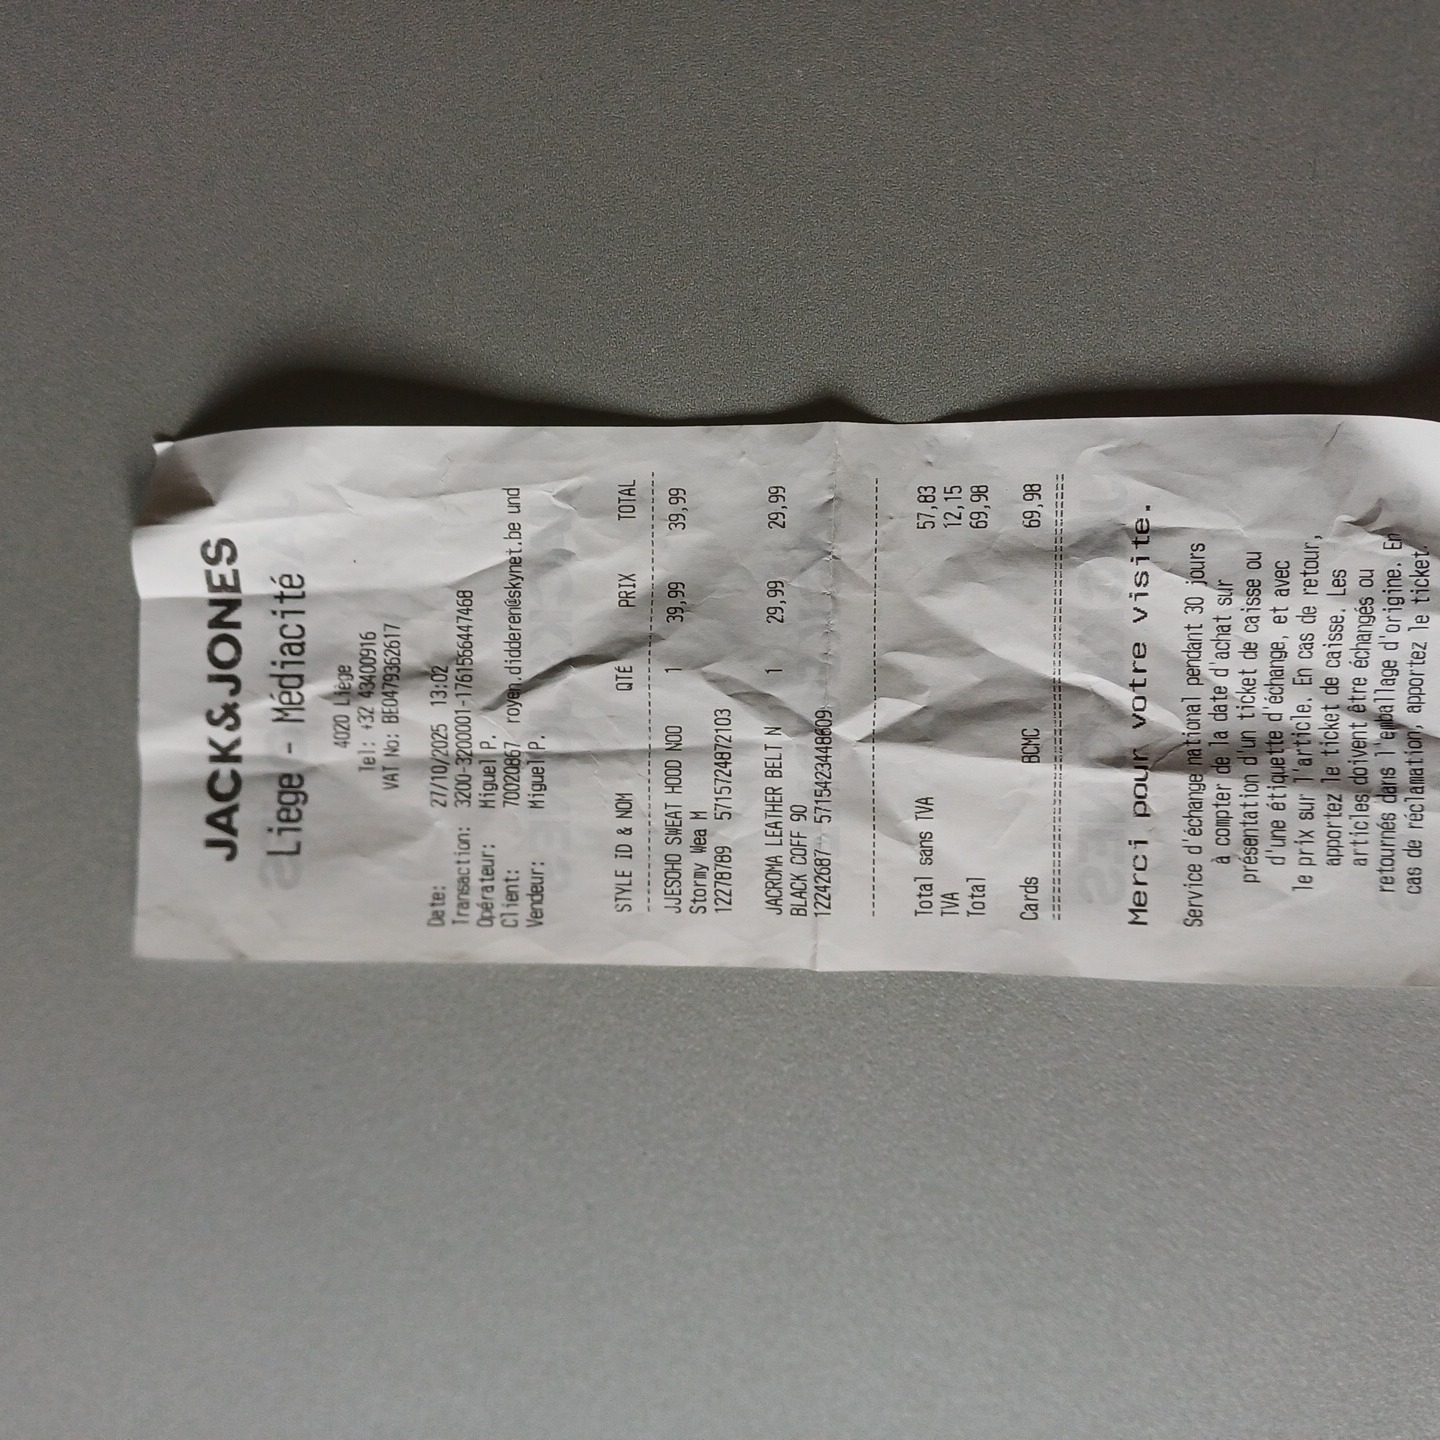 JACK&JONES
Liege - Médiacité
4020 Liège
Tel: +32 43400916
VAT No: BE0479362617
Date: 27/10/2025 13:02
Transaction: 3200-3200001-1761566447468
Opérateur: Miguel P.
Client: 70020867 royen.didderen@skynet.be und
Vendeur: Miguel P.
STYLE ID & NOM QTÉ PRIX TOTAL
JJESOHO SWEAT HOOD NOO 1 39,99 39,99
Stormy Wea M
12278789 5715724872103
JACROMA LEATHER BELT N 1 29,99 29,99
BLACK COFF 90
12242687 5715423448609
Total sans TVA 57,83
TVA 12,15
Total 69,98
Cards BCMC 69,98
Merci pour votre visite.
Service d'échange national pendant 30 jours
à compter de la date d'achat sur
présentation d'un ticket de caisse ou
d'une étiquette d'échange, et avec
le prix sur l'article. En cas de retour,
apportez le ticket de caisse. Les
articles doivent être échangés ou
retournés dans l'emballage d'origine. En
cas de réclamation, apportez le ticket.